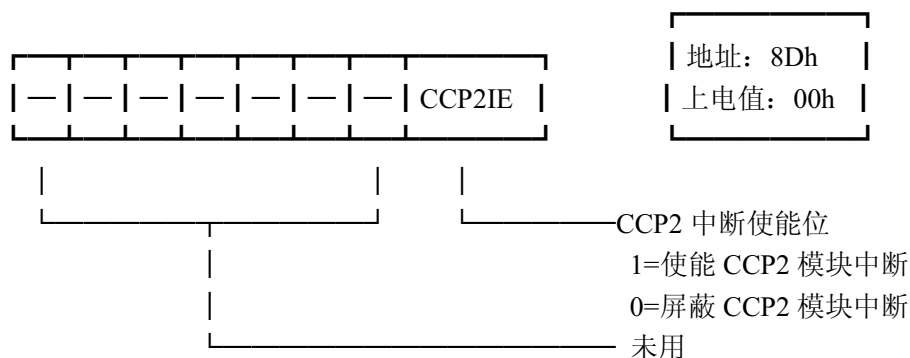 地址：8Dh
— — — — — — — CCP2IE
上电值：00h
CCP2 中断使能位
1=使能 CCP2 模块中断
0=屏蔽 CCP2 模块中断
未用